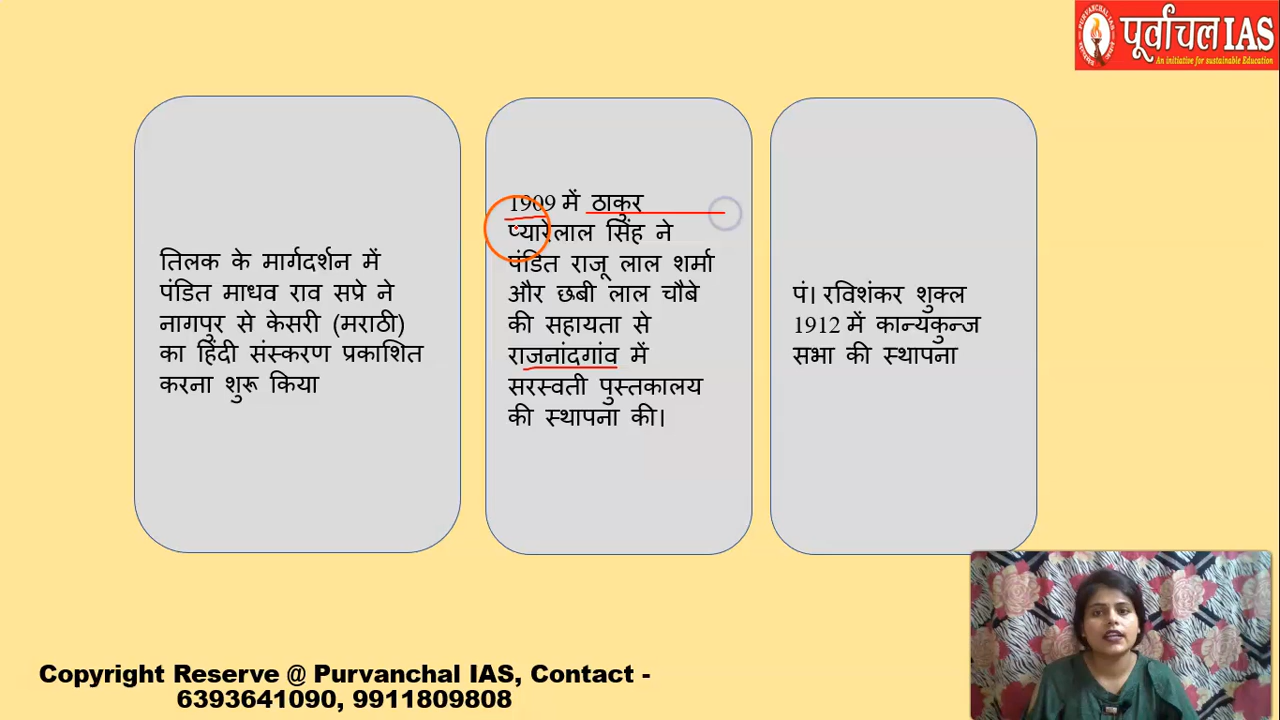 PURVANCHAL IAS
पूर्वांचल IAS
An initiative for sustainable Education
तिलक के मार्गदर्शन में
पंडित माधव राव सप्रे ने
नागपुर से केसरी (मराठी)
का हिंदी संस्करण प्रकाशित
करना शुरू किया
1909 में ठाकुर
प्यारेलाल सिंह ने
पंडित राजू लाल शर्मा
और छबी लाल चौबे
की सहायता से
राजनांदगांव में
सरस्वती पुस्तकालय
की स्थापना की।
पं। रविशंकर शुक्ल
1912 में कान्यकुन्ज
सभा की स्थापना
Copyright Reserve @ Purvanchal IAS, Contact -
6393641090, 9911809808